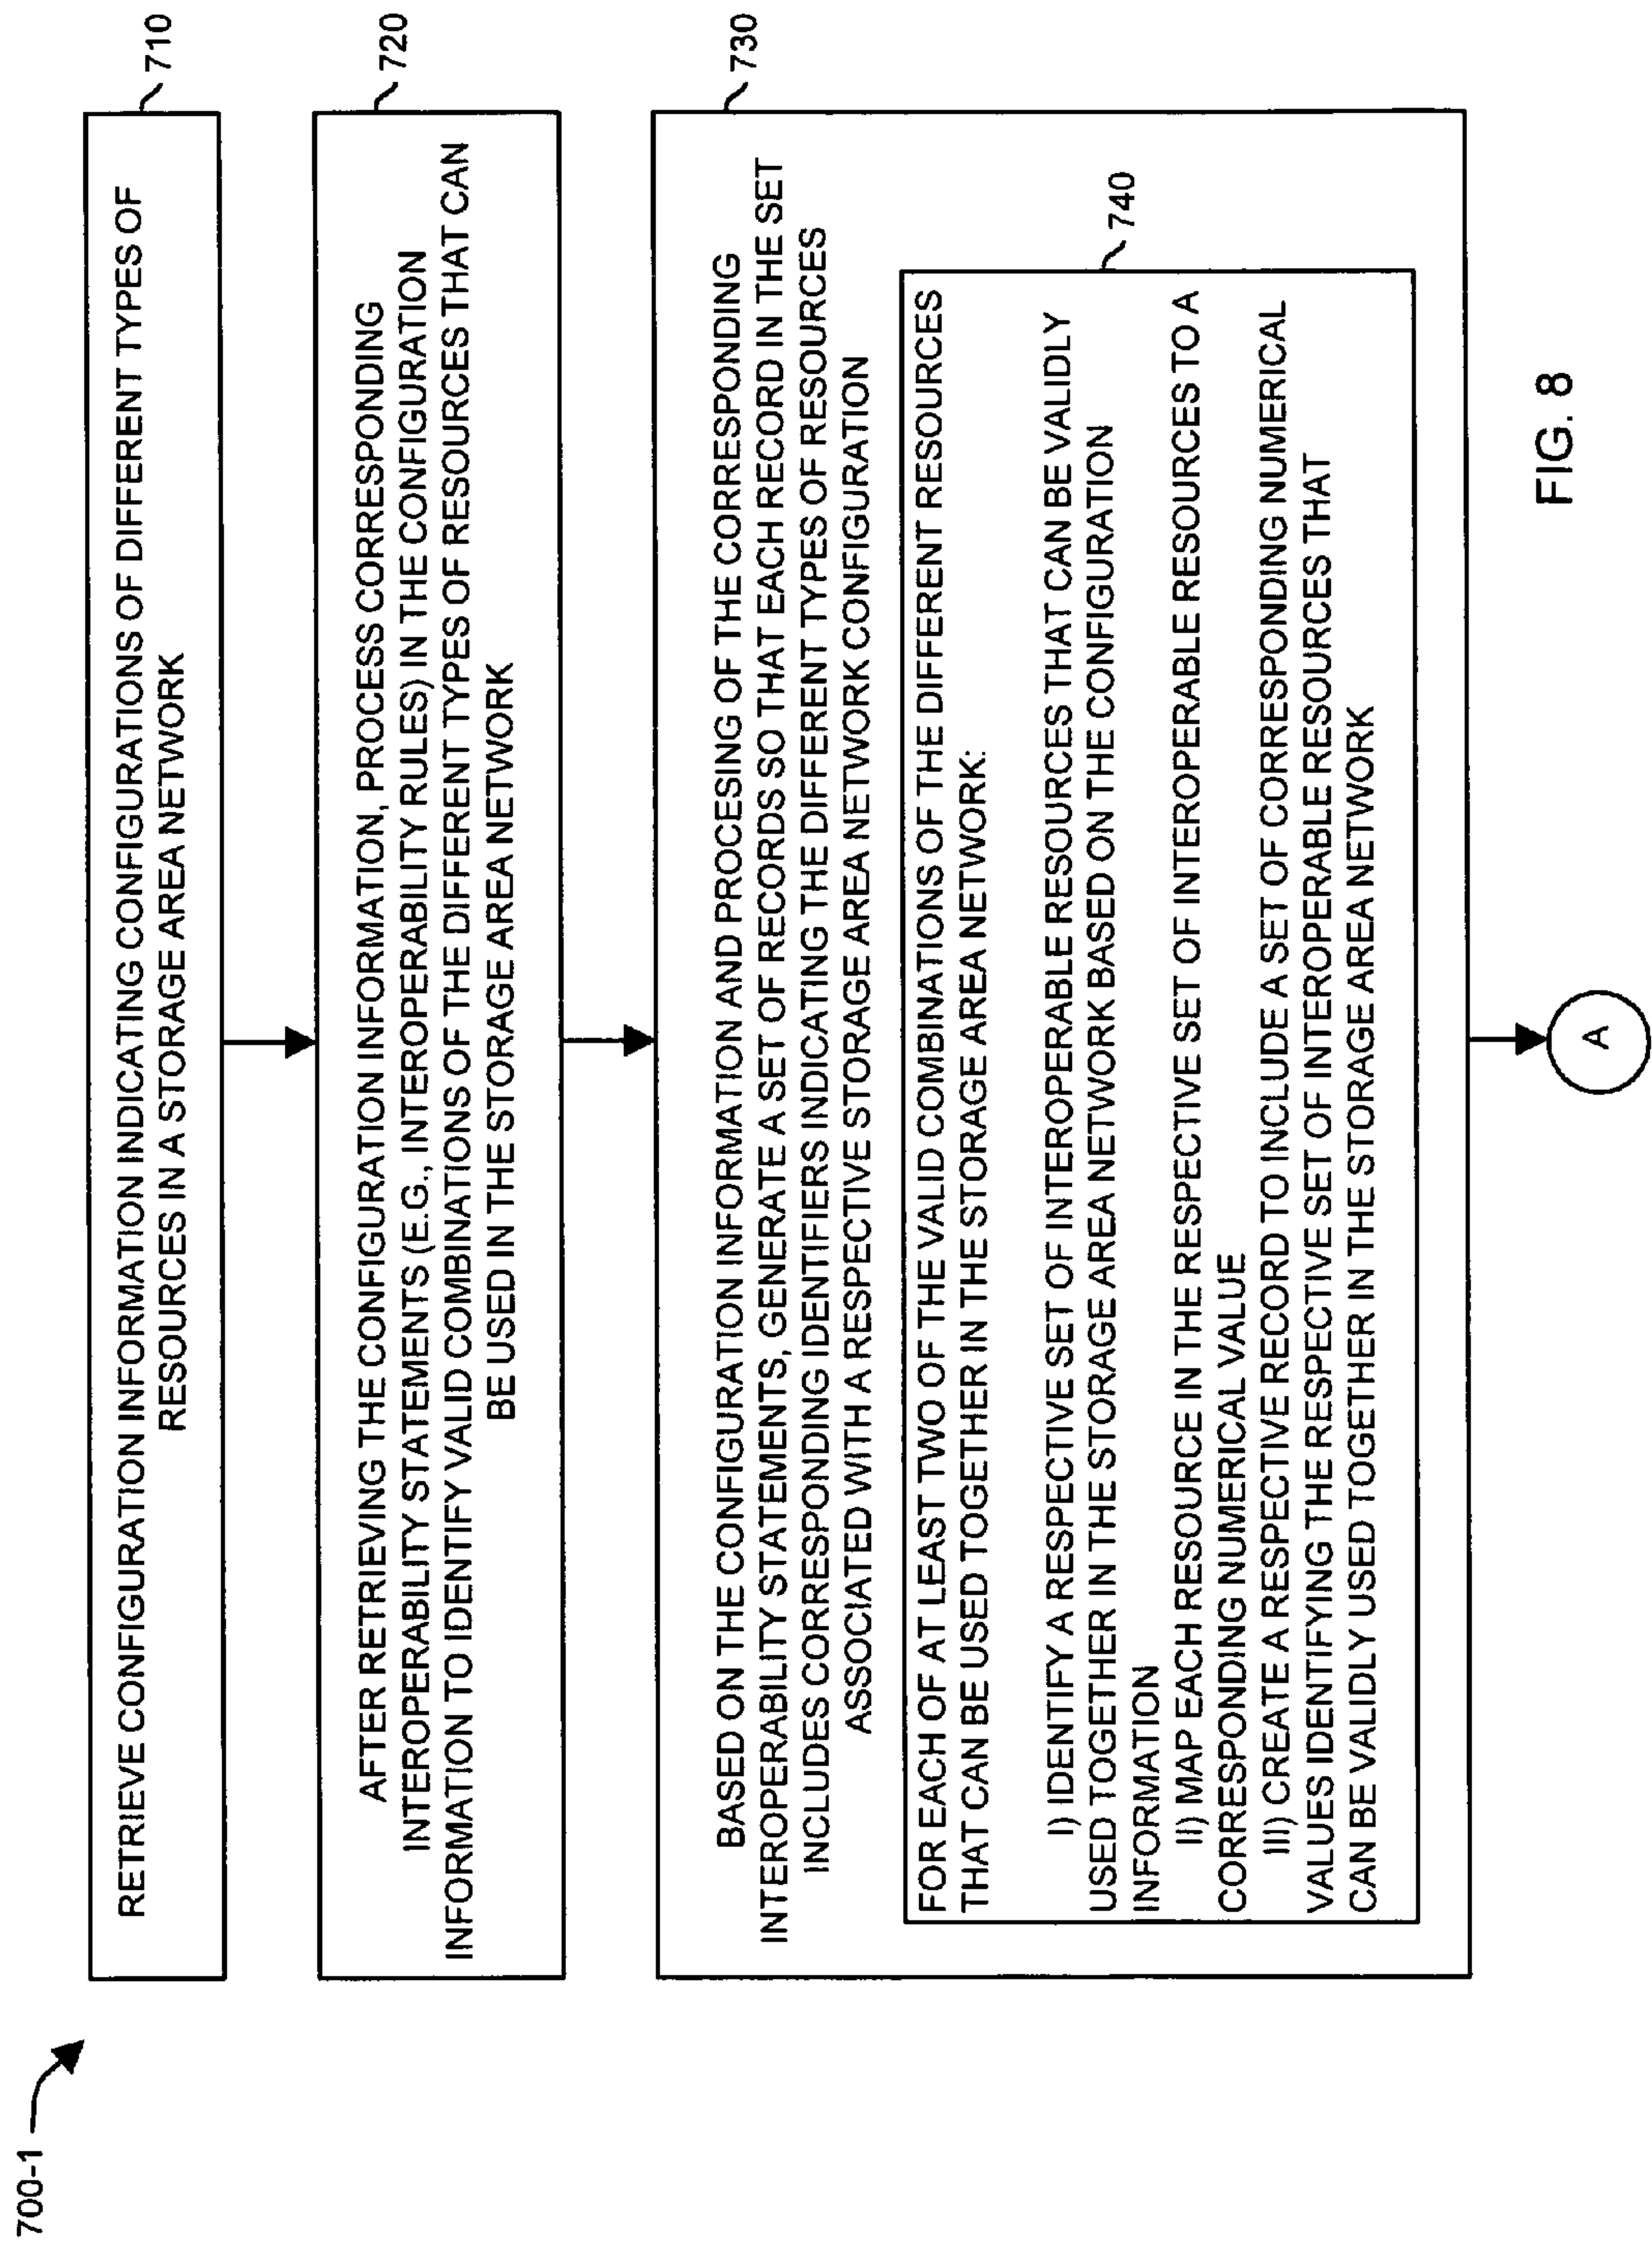 700-1
710
RETRIEVE CONFIGURATION INFORMATION INDICATING CONFIGURATIONS OF DIFFERENT TYPES OF
RESOURCES IN A STORAGE AREA NETWORK
720
AFTER RETRIEVING THE CONFIGURATION INFORMATION, PROCESS CORRESPONDING
INTEROPERABILITY STATEMENTS (E.G., INTEROPERABILITY RULES) IN THE CONFIGURATION
INFORMATION TO IDENTIFY VALID COMBINATIONS OF THE DIFFERENT TYPES OF RESOURCES THAT CAN
BE USED IN THE STORAGE AREA NETWORK
730
BASED ON THE CONFIGURATION INFORMATION AND PROCESING OF THE CORRESPONDING
INTEROPERABILITY STATEMENTS, GENERATE A SET OF RECORDS SO THAT EACH RECORD IN THE SET
INCLUDES CORRESPONDING IDENTIFIERS INDICATING THE DIFFERENT TYPES OF RESOURCES
ASSOCIATED WITH A RESPECTIVE STORAGE AREA NETWORK CONFIGURATION
740
FOR EACH OF AT LEAST TWO OF THE VALID COMBINATIONS OF THE DIFFERENT RESOURCES
THAT CAN BE USED TOGETHER IN THE STORAGE AREA NETWORK:
I) IDENTIFY A RESPECTIVE SET OF INTEROPERABLE RESOURCES THAT CAN BE VALIDLY
USED TOGETHER IN THE STORAGE AREA NETWORK BASED ON THE CONFIGURATION
INFORMATION
II) MAP EACH RESOURCE IN THE RESPECTIVE SET OF INTEROPERABLE RESOURCES TO A
CORRESPONDING NUMERICAL VALUE
III) CREATE A RESPECTIVE RECORD TO INCLUDE A SET OF CORRESPONDING NUMERICAL
VALUES IDENTIFYING THE RESPECTIVE SET OF INTEROPERABLE RESOURCES THAT
CAN BE VALIDLY USED TOGETHER IN THE STORAGE AREA NETWORK
A
FIG. 8